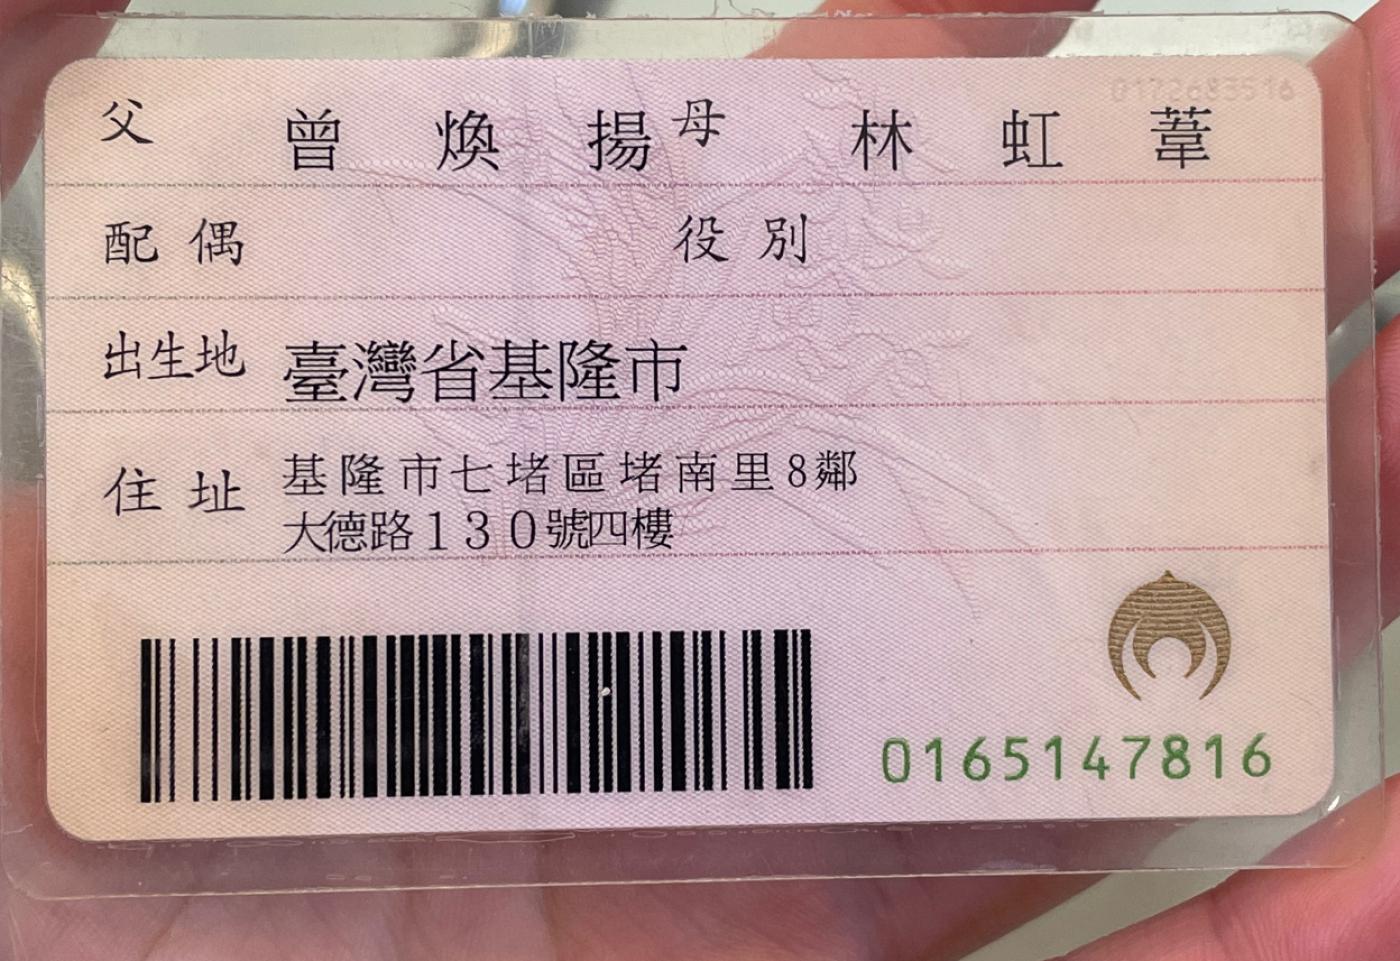 0172683516
父 曾煥揚 母 林虹葦
配偶 役別
出生地 臺灣省基隆市
住址 基隆市七堵區堵南里8鄰
大德路130號四樓
0165147816